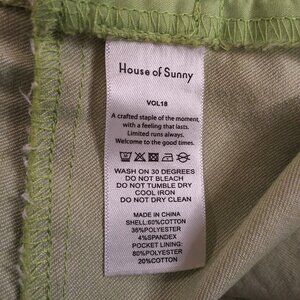 House of Sunny
VOL18
A crafted staple of the moment,
with a feeling that lasts.
Limited runs always.
Welcome to the good times.
WASH ON 30 DEGREES
DO NOT BLEACH
DO NOT TUMBLE DRY
COOL IRON
DO NOT DRY CLEAN
MADE IN CHINA
SHELL:60%COTTON
36%POLYESTER
4%SPANDEX
POCKET LINING:
80%POLYESTER
20%COTTON